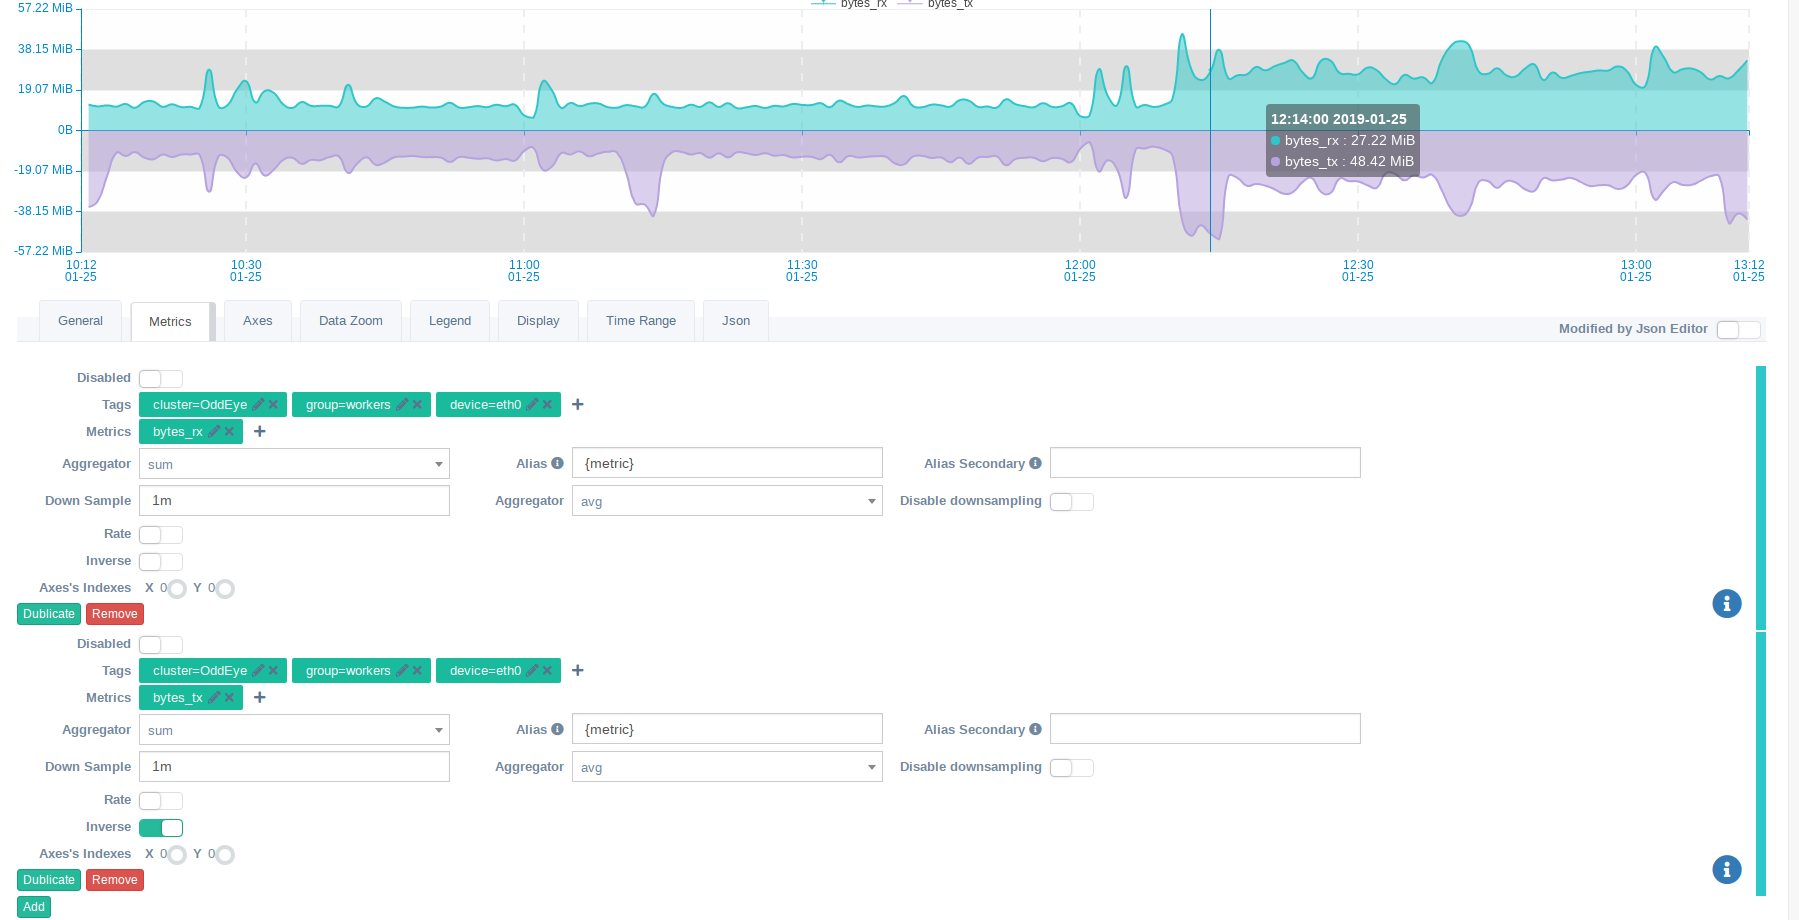 bytes_rx bytes_tx
57.22 MiB
38.15 MiB
19.07 MiB
0B
-19.07 MiB
-38.15 MiB
-57.22 MiB
12:14:00 2019-01-25
bytes_rx : 27.22 MiB
bytes_tx : 48.42 MiB
10:12 10:30 11:00 11:30 12:00 12:30 13:00 13:12
01-25 01-25 01-25 01-25 01-25 01-25 01-25 01-25
General Metrics Axes Data Zoom Legend Display Time Range Json
Modified by Json Editor
Disabled
Tags cluster=OddEye group=workers device=eth0 +
Metrics bytes_rx +
Aggregator sum Alias {metric} Alias Secondary
Down Sample 1m Aggregator avg Disable downsampling
Rate
Inverse
Axes's Indexes X 0 Y 0
Dublicate Remove
Disabled
Tags cluster=OddEye group=workers device=eth0 +
Metrics bytes_tx +
Aggregator sum Alias {metric} Alias Secondary
Down Sample 1m Aggregator avg Disable downsampling
Rate
Inverse
Axes's Indexes X 0 Y 0
Dublicate Remove
Add